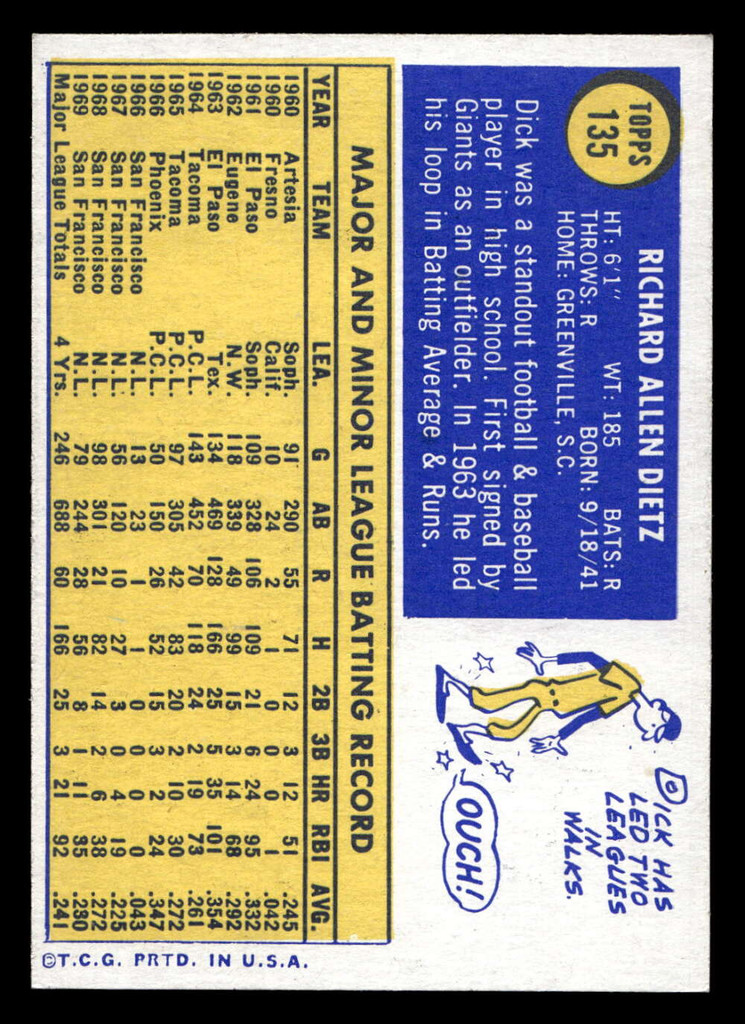 TOPPS
135
RICHARD ALLEN DIETZ
HT: 6'1" WT: 185 BATS: R
THROWS: R BORN: 9/18/41
HOME: GREENVILLE, S.C.
Dick was a standout football & baseball
player in high school. First signed by
Giants as an outfielder. In 1963 he led
his loop in Batting Average & Runs.
DICK HAS
LED TWO
LEAGUES
IN
WALKS.
OUCH!
MAJOR AND MINOR LEAGUE BATTING RECORD
YEAR TEAM LEA. G AB R H 2B 3B HR RBI AVG.
1960 Artesia Soph. 91 290 55 71 12 3 12 51 .245
1960 Fresno Calif. 10 24 2 1 0 0 0 1 .042
1961 El Paso Soph. 109 328 106 109 21 6 24 95 .332
1962 Eugene N.W. 118 339 49 99 15 3 14 68 .292
1963 El Paso Tex. 134 469 128 166 25 5 35 101 .354
1964 Tacoma P.C.L. 143 452 70 118 24 2 19 73 .261
1965 Tacoma P.C.L. 97 305 42 83 20 2 10 30 .272
1966 Phoenix P.C.L. 50 150 26 52 15 3 2 24 .347
1966 San Francisco N.L. 13 23 1 1 0 0 0 0 .043
1967 San Francisco N.L. 56 120 10 27 3 0 4 19 .225
1968 San Francisco N.L. 98 301 21 82 14 2 6 38 .272
1969 San Francisco N.L. 79 244 28 56 8 1 11 35 .230
Major League Totals 4 Yrs. 246 688 60 166 25 3 21 92 .241
©T.C.G. PRTD. IN U.S.A.